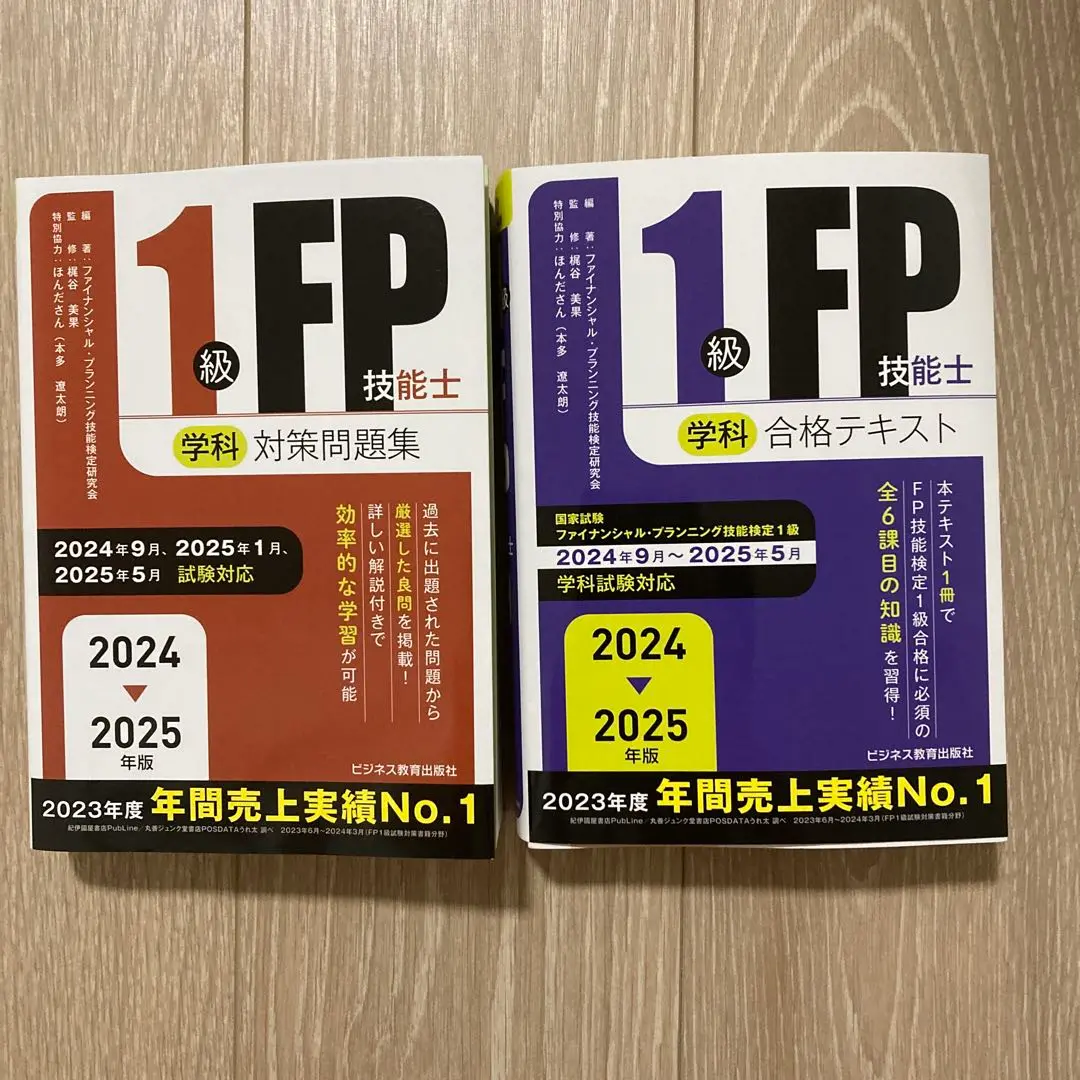 1級FP技能士
学科 対策問題集
編　著：ファイナンシャル・プランニング技能検定研究会
監　修：梶谷　美果
特別協力：ほんださん（本多　遼太朗）
過去に出題された問題から
厳選した良問を掲載！
詳しい解説付きで
効率的な学習が可能
2024年9月、2025年1月、
2025年5月 試験対応
2024
▼
2025
年版
ビジネス教育出版社
2023年度 年間売上実績No.1
紀伊國屋書店PubLine／丸善ジュンク堂書店POSDATAうれ太 調べ　2023年6月～2024年3月（FP1級試験対策書籍分野）
1級FP技能士
学科 合格テキスト
編　著：ファイナンシャル・プランニング技能検定研究会
監　修：梶谷　美果
特別協力：ほんださん（本多　遼太朗）
本テキスト1冊で
FP技能検定1級合格に必須の
全6課目の知識を習得！
国家試験
ファイナンシャル・プランニング技能検定1級
2024年9月～2025年5月
学科試験対応
2024
▼
2025
年版
ビジネス教育出版社
2023年度 年間売上実績No.1
紀伊國屋書店PubLine／丸善ジュンク堂書店POSDATAうれ太 調べ　2023年6月～2024年3月（FP1級試験対策書籍分野）